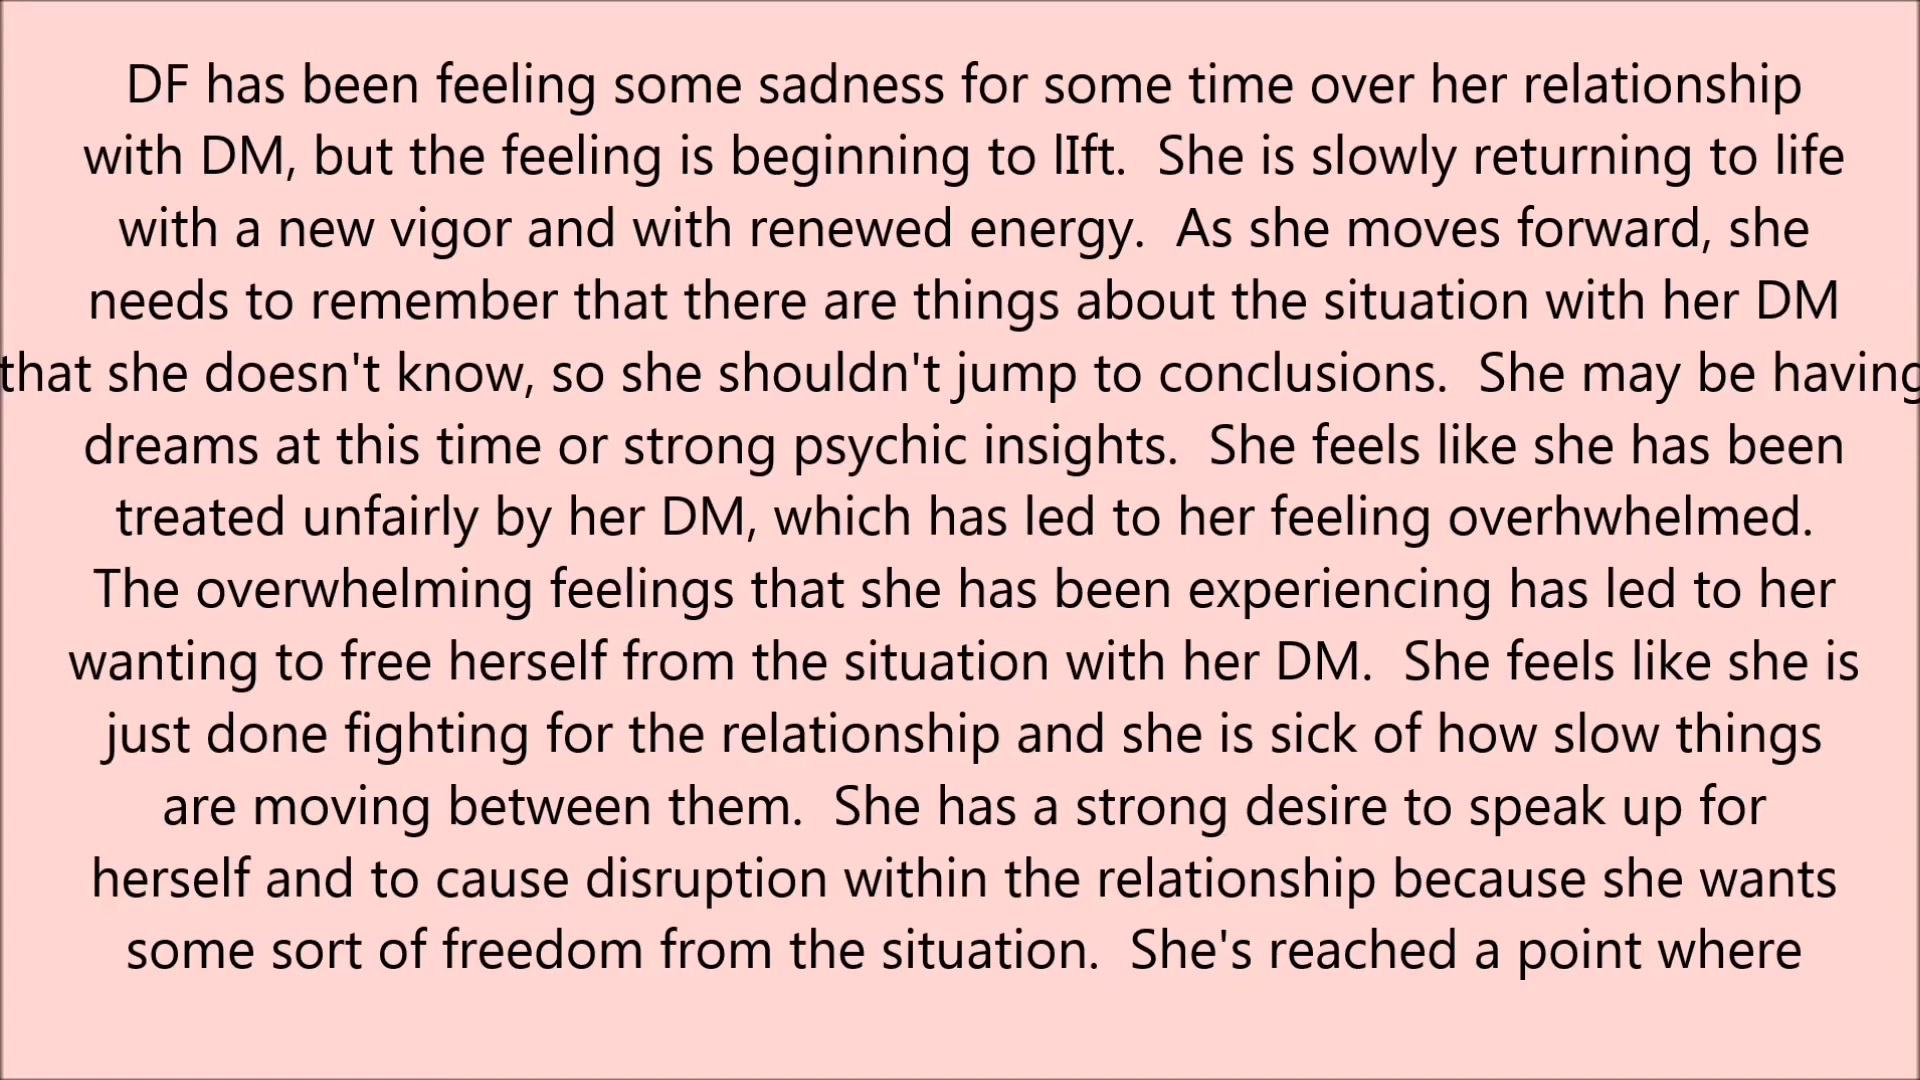 DF has been feeling some sadness for some time over her relationship
with DM, but the feeling is beginning to lIft.  She is slowly returning to life
with a new vigor and with renewed energy.  As she moves forward, she
needs to remember that there are things about the situation with her DM
that she doesn't know, so she shouldn't jump to conclusions.  She may be having
dreams at this time or strong psychic insights.  She feels like she has been
treated unfairly by her DM, which has led to her feeling overhwhelmed.
The overwhelming feelings that she has been experiencing has led to her
wanting to free herself from the situation with her DM.  She feels like she is
just done fighting for the relationship and she is sick of how slow things
are moving between them.  She has a strong desire to speak up for
herself and to cause disruption within the relationship because she wants
some sort of freedom from the situation.  She's reached a point where